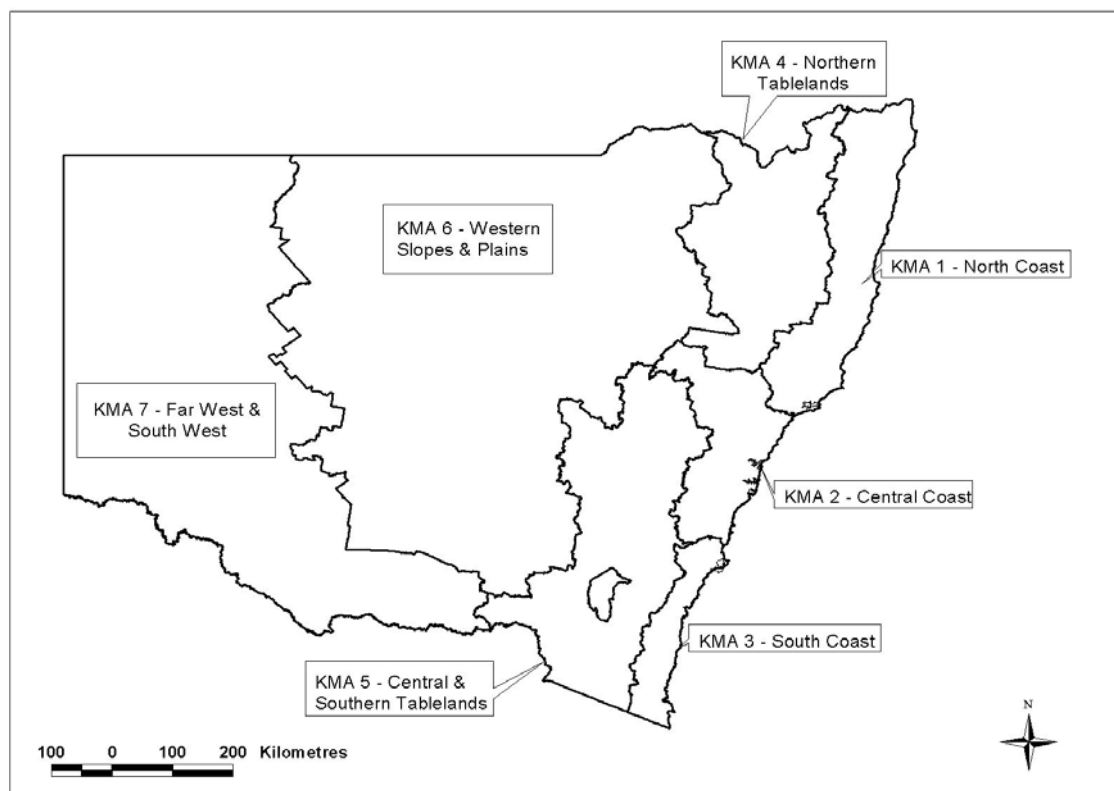 KMA 4 - Northern
Tablelands
KMA 6 - Western
Slopes & Plains
KMA 1 - North Coast
KMA 7 - Far West &
South West
KMA 2 - Central Coast
KMA 3 - South Coast
KMA 5 - Central &
Southern Tablelands
N
100 0 100 200 Kilometres